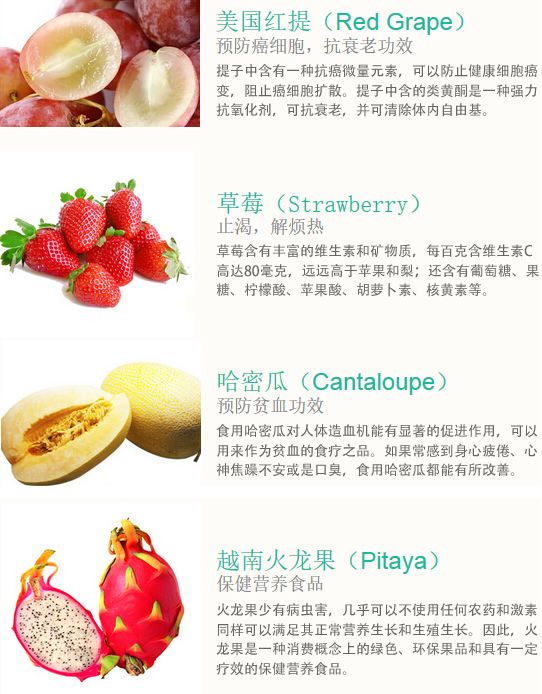 美国红提（Red Grape）
预防癌细胞，抗衰老功效
提子中含有一种抗癌微量元素，可以防止健康细胞癌
变，阻止癌细胞扩散。提子中含的类黄酮是一种强力
抗氧化剂，可抗衰老，并可清除体内自由基。
草莓（Strawberry）
止渴，解烦热
草莓含有丰富的维生素和矿物质，每百克含维生素C
高达80毫克，远远高于苹果和梨；还含有葡萄糖、果
糖、柠檬酸、苹果酸、胡萝卜素、核黄素等。
哈密瓜（Cantaloupe）
预防贫血功效
食用哈密瓜对人体造血机能有显著的促进作用，可以
用来作为贫血的食疗之品。如果常感到身心疲倦、心
神焦躁不安或是口臭，食用哈密瓜都能有所改善。
越南火龙果（Pitaya）
保健营养食品
火龙果少有病虫害，几乎可以不使用任何农药和激素
同样可以满足其正常营养生长和生殖生长。因此，火
龙果是一种消费概念上的绿色、环保果品和具有一定
疗效的保健营养食品。